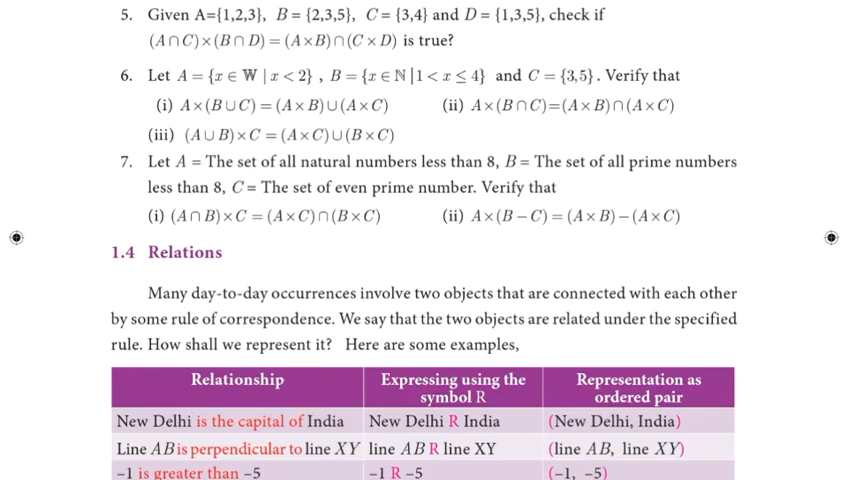 5. Given A={1,2,3}, B = {2,3,5}, C = {3,4} and D = {1,3,5}, check if
(A∩C)×(B∩D) = (A×B)∩(C×D) is true?
6. Let A = {x ∈ 𝕎 | x < 2} , B = {x ∈ ℕ |1 < x ≤ 4} and C = {3,5}. Verify that
(i) A×(B∪C) = (A×B)∪(A×C) (ii) A×(B∩C)=(A×B)∩(A×C)
(iii) (A∪B)×C = (A×C)∪(B×C)
7. Let A = The set of all natural numbers less than 8, B = The set of all prime numbers
less than 8, C = The set of even prime number. Verify that
(i) (A∩B)×C = (A×C)∩(B×C) (ii) A×(B−C) = (A×B)−(A×C)
1.4 Relations
Many day-to-day occurrences involve two objects that are connected with each other
by some rule of correspondence. We say that the two objects are related under the specified
rule. How shall we represent it? Here are some examples,
Relationship Expressing using the symbol R Representation as ordered pair
New Delhi is the capital of India New Delhi R India (New Delhi, India)
Line AB is perpendicular to line XY line AB R line XY (line AB, line XY)
−1 is greater than −5 −1 R −5 (−1, −5)